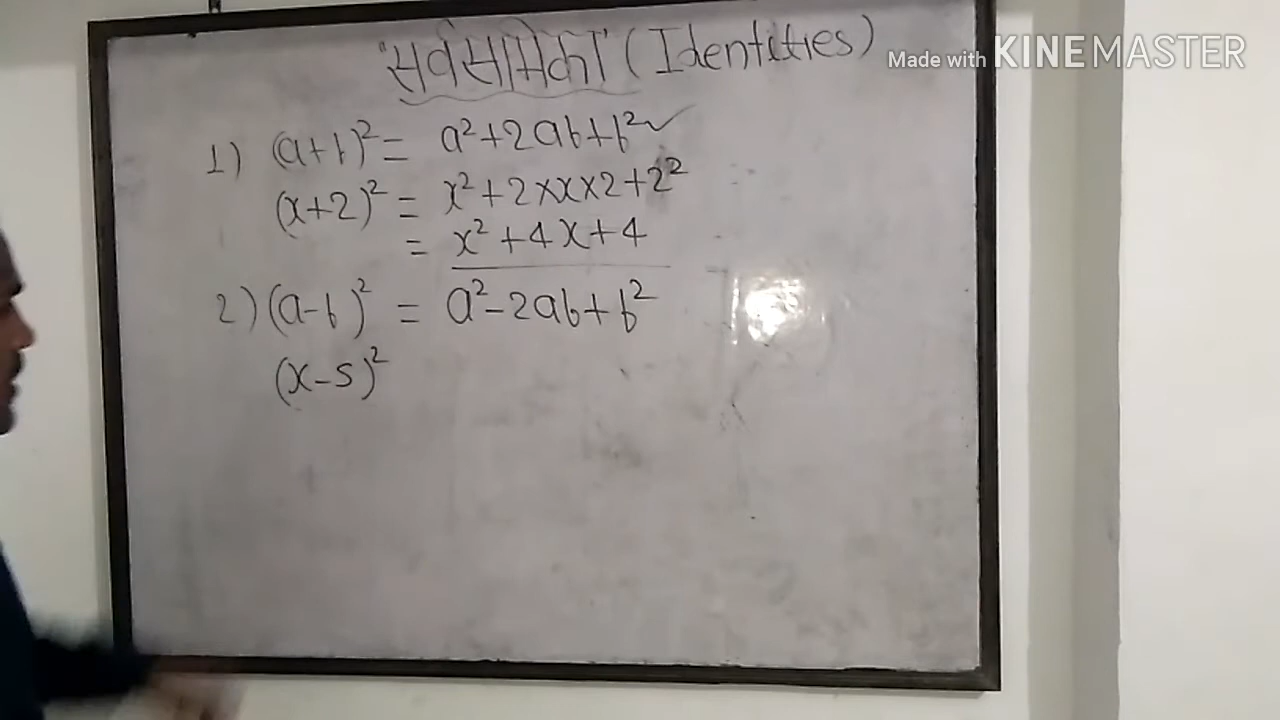 "सर्वसामिका" (Identities)
Made with KINEMASTER
1) (a+b)² = a²+2ab+b² ✓
(x+2)² = x²+2×x×2+2²
= x²+4x+4
2) (a-b)² = a²-2ab+b²
(x-5)²